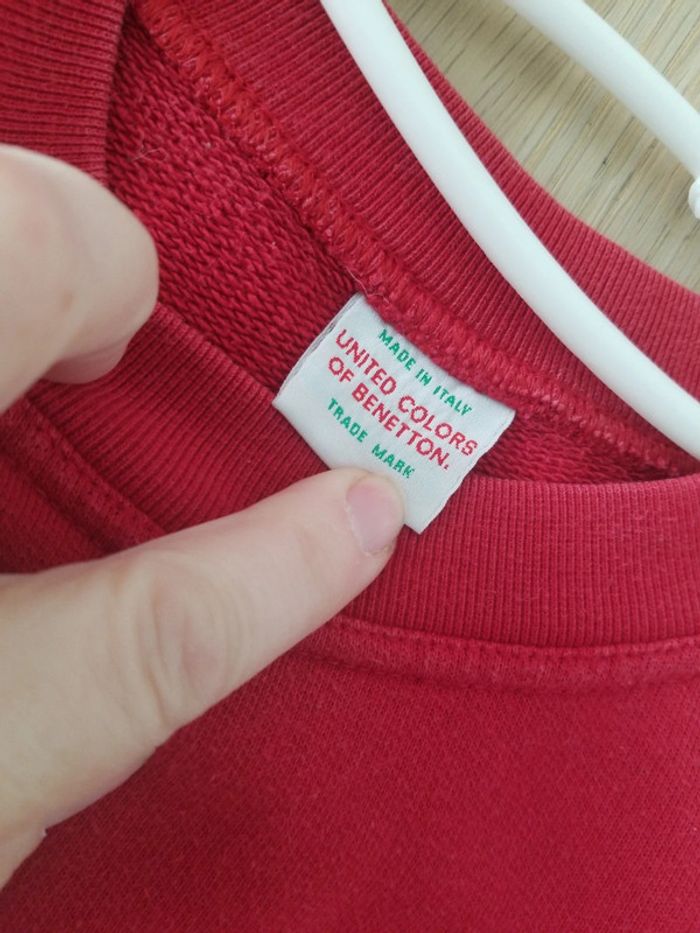 MADE IN ITALY
UNITED COLORS
OF BENETTON.
TRADE MARK